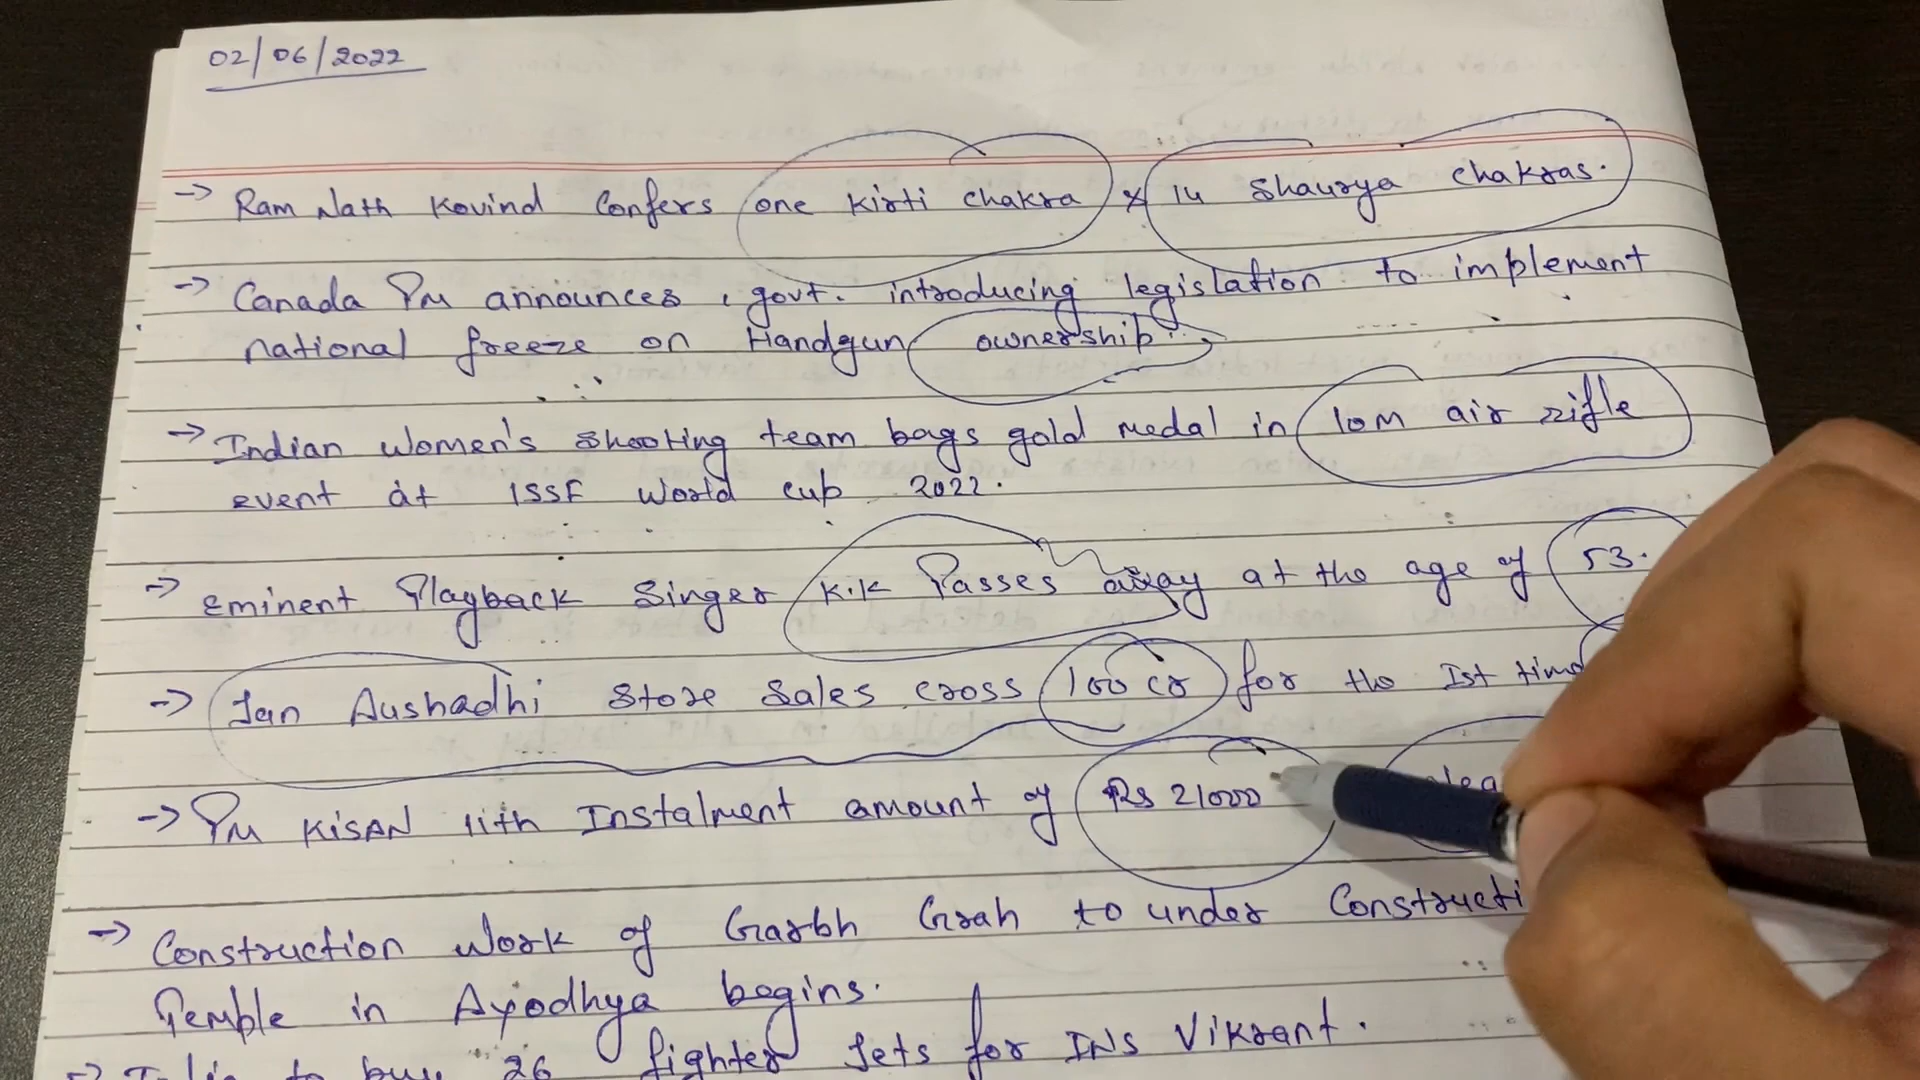 02/06/2022
→ Ram Nath Kovind Confers one Kirti Chakra & 14 Shaurya Chakras.
→ Canada PM announces, govt. introducing legislation to implement
national freeze on Handgun ownership.
→ Indian Women's Shooting team bags gold medal in 10M air rifle
event at ISSF World cup 2022.
→ Eminent Playback Singer K.K Passes away at the age of 53.
→ Jan Aushadhi Store Sales cross 100 cr for the Ist time
→ PM KISAN 11th Instalment amount of Rs 21000
→ Construction Work of Garbh Grah to under
Temple in Ayodhya begins.
→ to buy 26 fighter Jets for INS Vikrant.